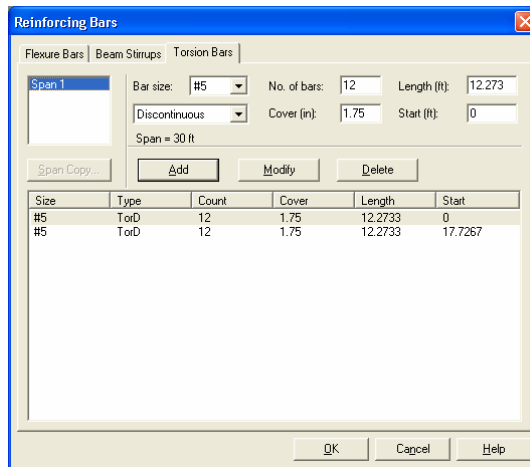 Reinforcing Bars
Flexure Bars Beam Stirrups Torsion Bars
Span 1
Bar size: #5 No. of bars: 12 Length (ft): 12.273
Discontinuous Cover (in): 1.75 Start (ft): 0
Span = 30 ft
Span Copy... Add Modify Delete
Size Type Count Cover Length Start
#5 TorD 12 1.75 12.2733 0
#5 TorD 12 1.75 12.2733 17.7267
OK Cancel Help